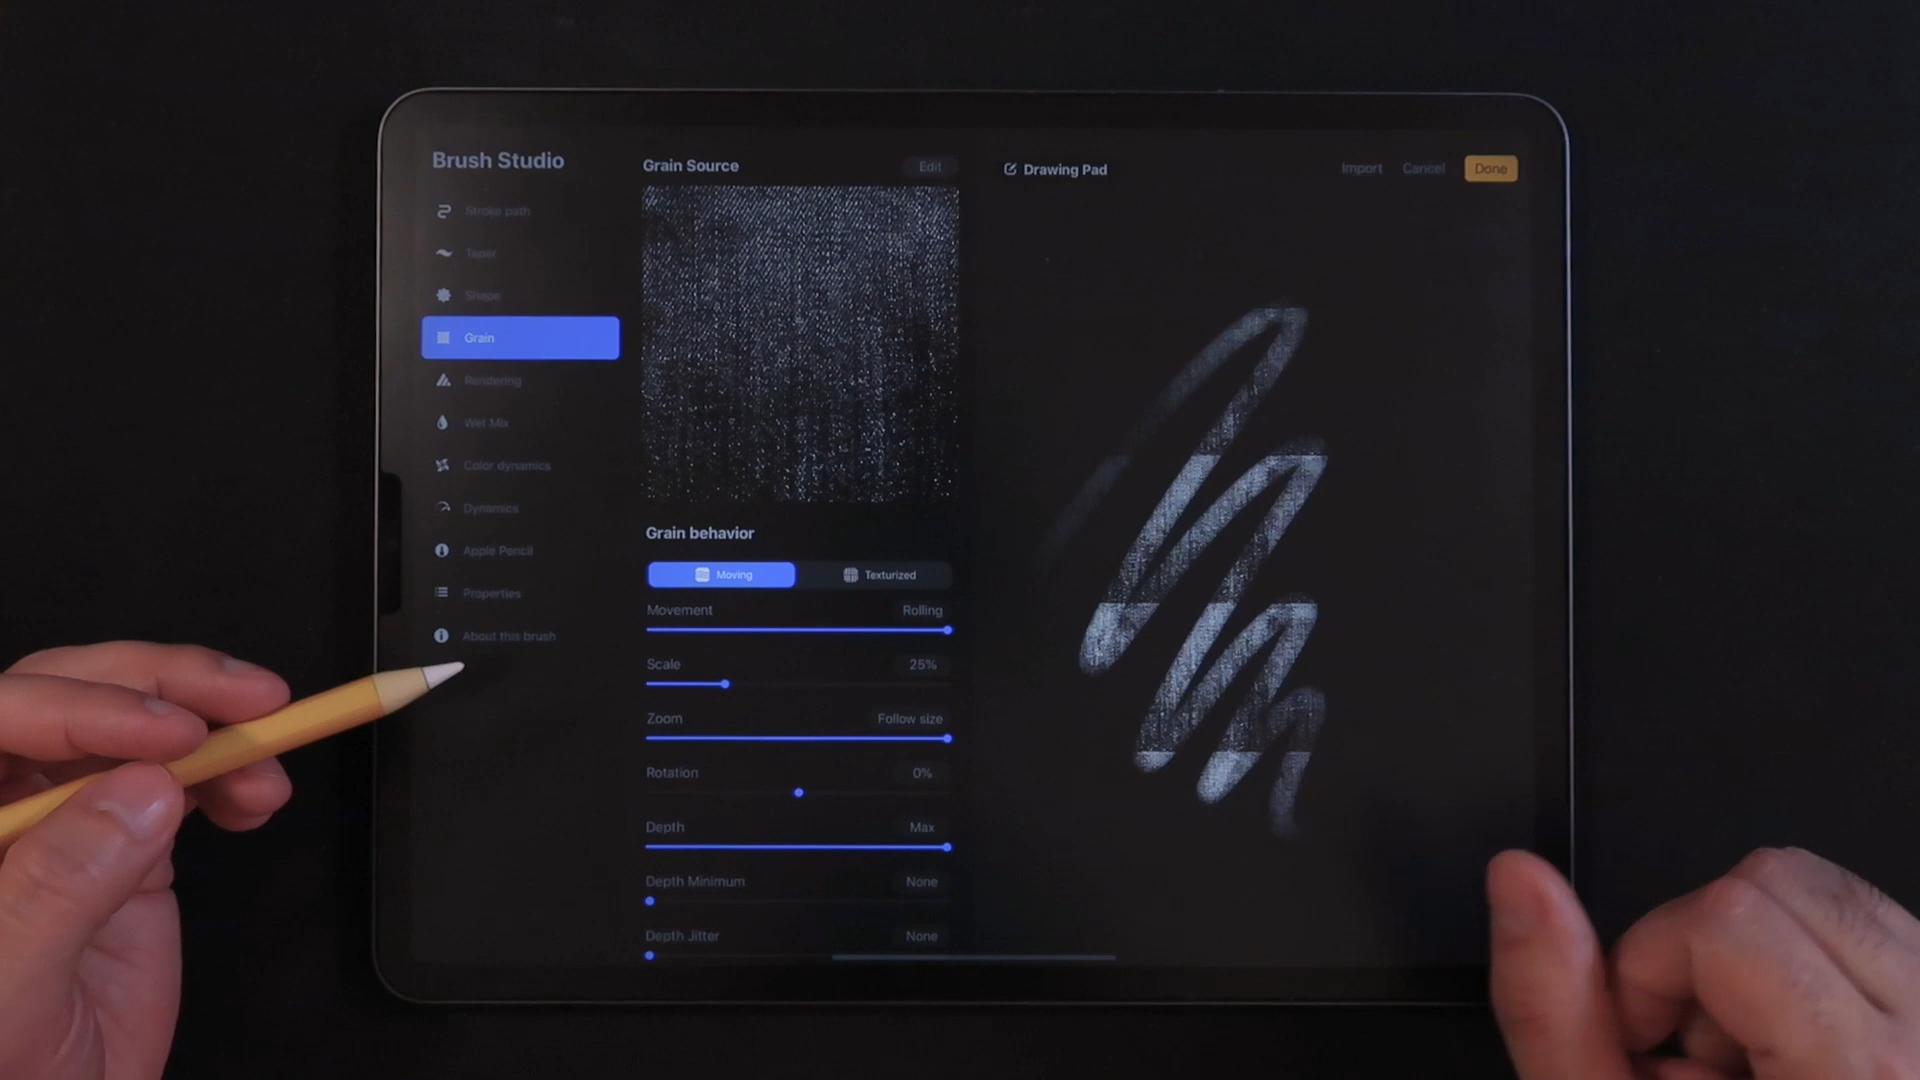 Brush Studio
Stroke path
Taper
Shape
Grain
Rendering
Wet Mix
Color dynamics
Dynamics
Apple Pencil
Properties
About this brush
Grain Source
Edit
Grain behavior
Moving
Texturized
Movement
Rolling
Scale
25%
Zoom
Follow size
Rotation
0%
Depth
Max
Depth Minimum
None
Depth Jitter
None
Drawing Pad
Import
Cancel
Done